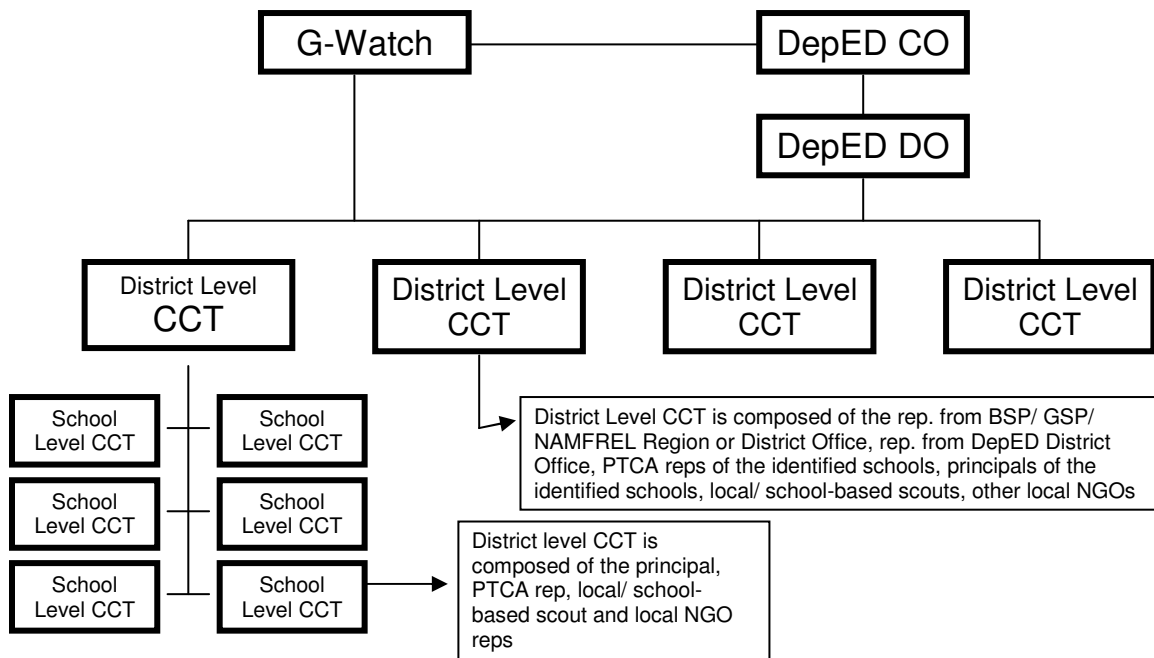 G-Watch
DepED CO
DepED DO
District Level
CCT
District Level
CCT
District Level
CCT
District Level
CCT
School
Level CCT
School
Level CCT
School
Level CCT
School
Level CCT
School
Level CCT
School
Level CCT
District Level CCT is composed of the rep. from BSP/ GSP/
NAMFREL Region or District Office, rep. from DepED District
Office, PTCA reps of the identified schools, principals of the
identified schools, local/ school-based scouts, other local NGOs
District level CCT is
composed of the principal,
PTCA rep, local/ school-
based scout and local NGO
reps